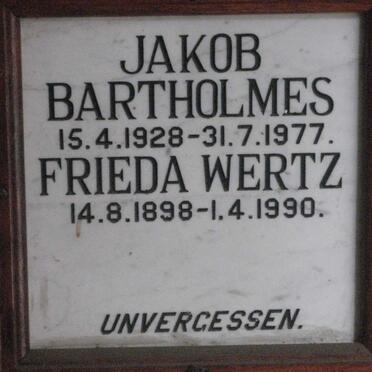 JAKOB
BARTHOLMES
15.4.1928-31.7.1977.
FRIEDA WERTZ
14.8.1898-1.4.1990.
UNVERGESSEN.